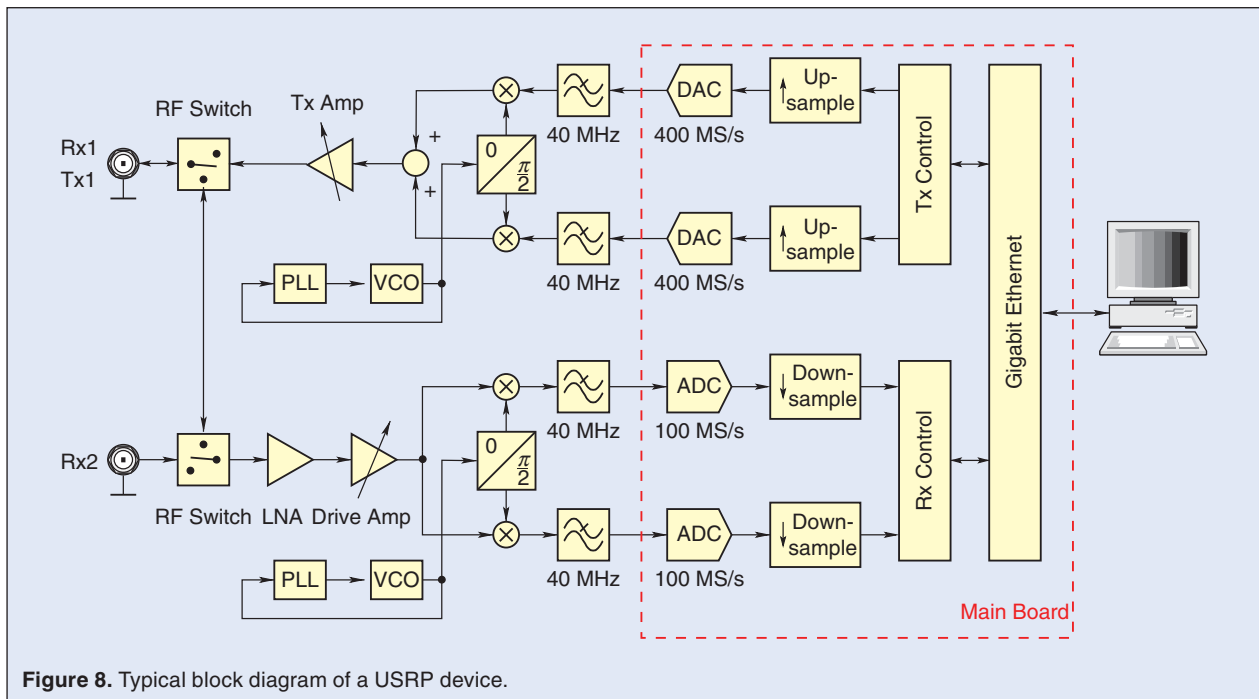 RF Switch
Tx Amp
Rx1
Tx1
+
+
0
π
2
40 MHz
DAC
400 MS/s
↑ Up-
sample
Tx Control
Gigabit Ethernet
PLL
VCO
40 MHz
DAC
400 MS/s
↑ Up-
sample
Rx2
RF Switch
LNA
Drive Amp
0
π
2
40 MHz
ADC
100 MS/s
↓ Down-
sample
Rx Control
PLL
VCO
40 MHz
ADC
100 MS/s
↓ Down-
sample
Main Board
Figure 8. Typical block diagram of a USRP device.